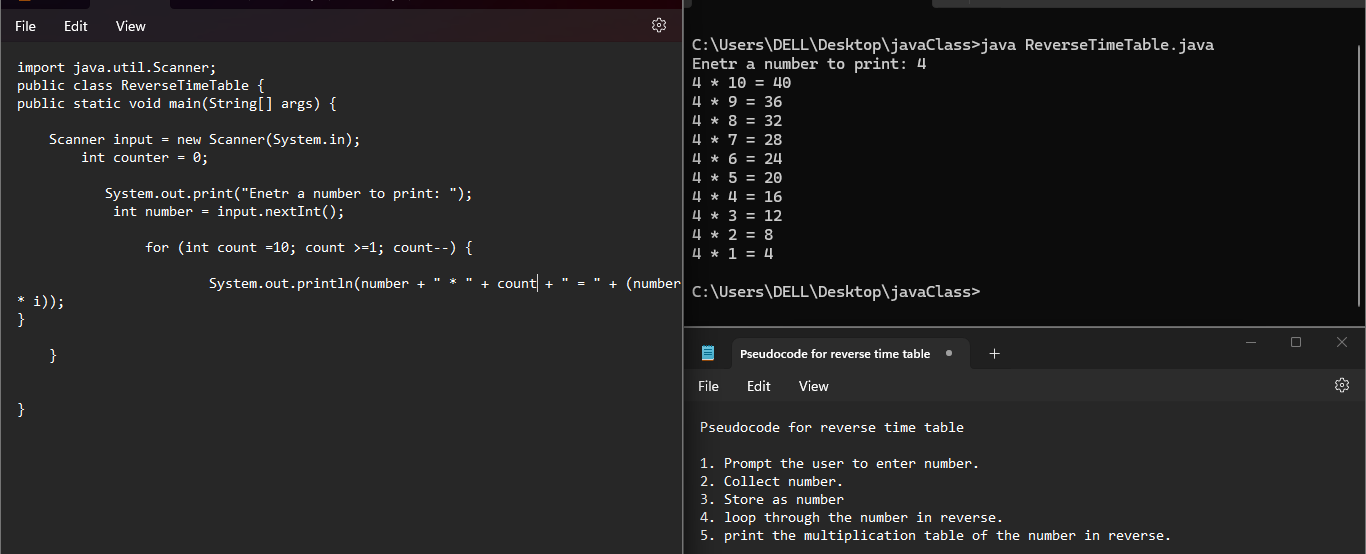 File Edit View
import java.util.Scanner;
public class ReverseTimeTable {
public static void main(String[] args) {
Scanner input = new Scanner(System.in);
int counter = 0;
System.out.print("Enetr a number to print: ");
int number = input.nextInt();
for (int count =10; count >=1; count--) {
System.out.println(number + " * " + count + " = " + (number
* i));
}
}
}
C:\Users\DELL\Desktop\javaClass>java ReverseTimeTable.java
Enetr a number to print: 4
4 * 10 = 40
4 * 9 = 36
4 * 8 = 32
4 * 7 = 28
4 * 6 = 24
4 * 5 = 20
4 * 4 = 16
4 * 3 = 12
4 * 2 = 8
4 * 1 = 4
C:\Users\DELL\Desktop\javaClass>
Pseudocode for reverse time table
File Edit View
Pseudocode for reverse time table
1. Prompt the user to enter number.
2. Collect number.
3. Store as number
4. loop through the number in reverse.
5. print the multiplication table of the number in reverse.